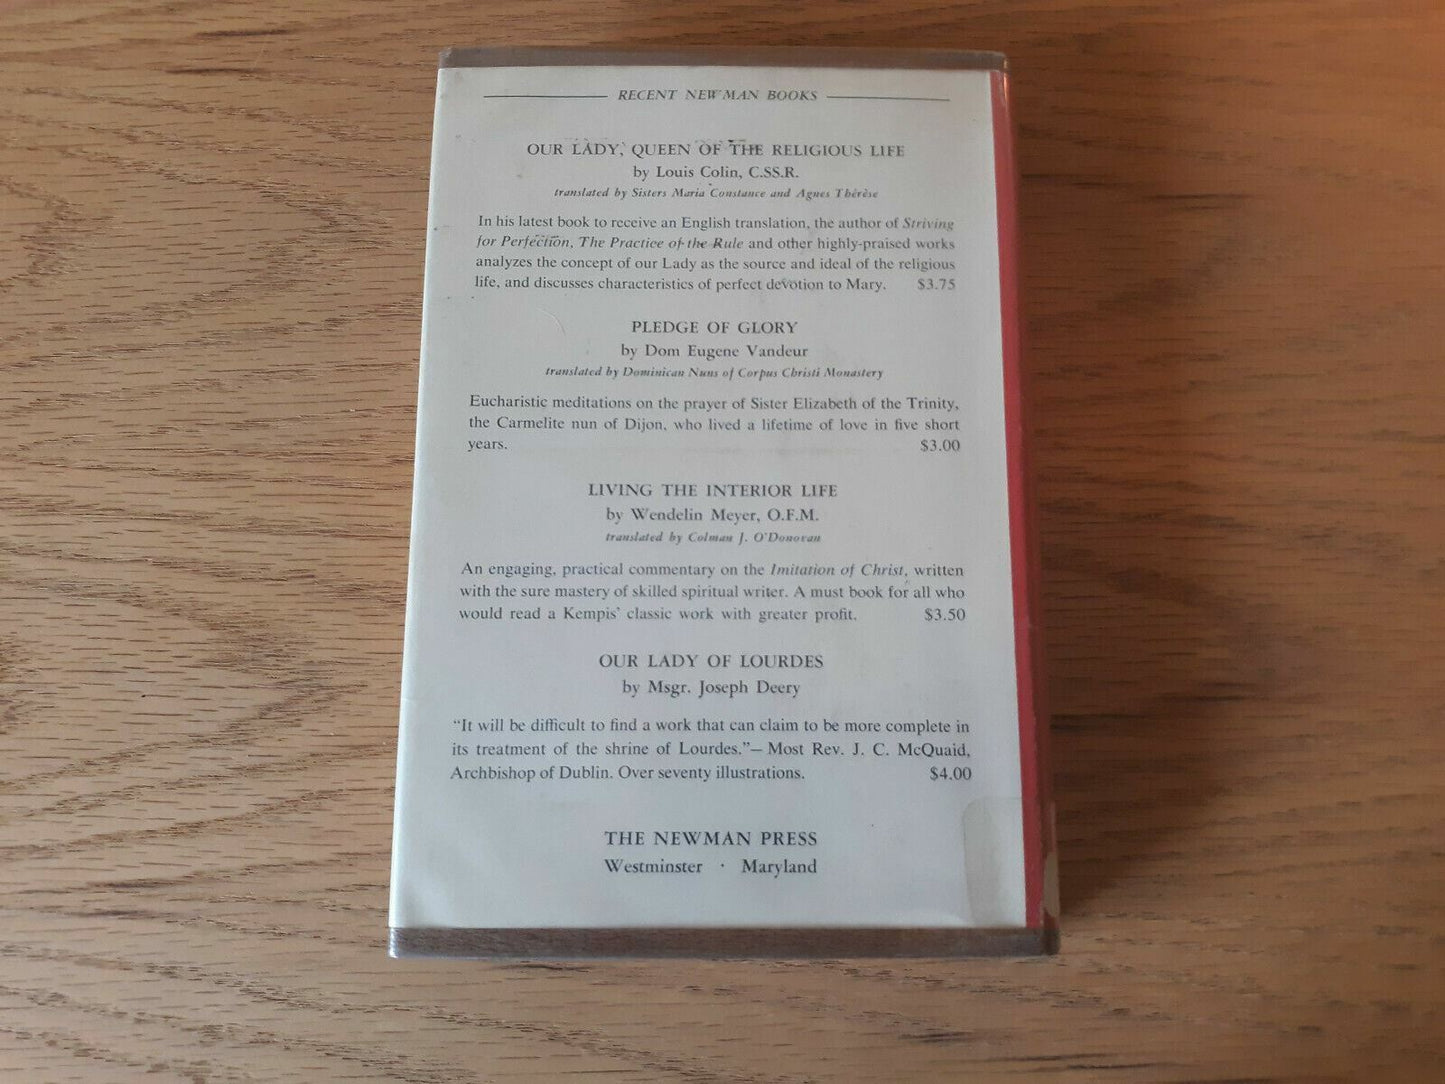 RECENT NEWMAN BOOKS
OUR LADY, QUEEN OF THE RELIGIOUS LIFE
by Louis Colin, C.SS.R.
translated by Sisters Maria Constance and Agnes Thérèse
In his latest book to receive an English translation, the author of Striving
for Perfection, The Practice of the Rule and other highly-praised works
analyzes the concept of our Lady as the source and ideal of the religious
life, and discusses characteristics of perfect devotion to Mary. $3.75
PLEDGE OF GLORY
by Dom Eugene Vandeur
translated by Dominican Nuns of Corpus Christi Monastery
Eucharistic meditations on the prayer of Sister Elizabeth of the Trinity,
the Carmelite nun of Dijon, who lived a lifetime of love in five short
years. $3.00
LIVING THE INTERIOR LIFE
by Wendelin Meyer, O.F.M.
translated by Colman J. O'Donovan
An engaging, practical commentary on the Imitation of Christ, written
with the sure mastery of skilled spiritual writer. A must book for all who
would read a Kempis' classic work with greater profit. $3.50
OUR LADY OF LOURDES
by Msgr. Joseph Deery
"It will be difficult to find a work that can claim to be more complete in
its treatment of the shrine of Lourdes."—Most Rev. J. C. McQuaid,
Archbishop of Dublin. Over seventy illustrations. $4.00
THE NEWMAN PRESS
Westminster · Maryland